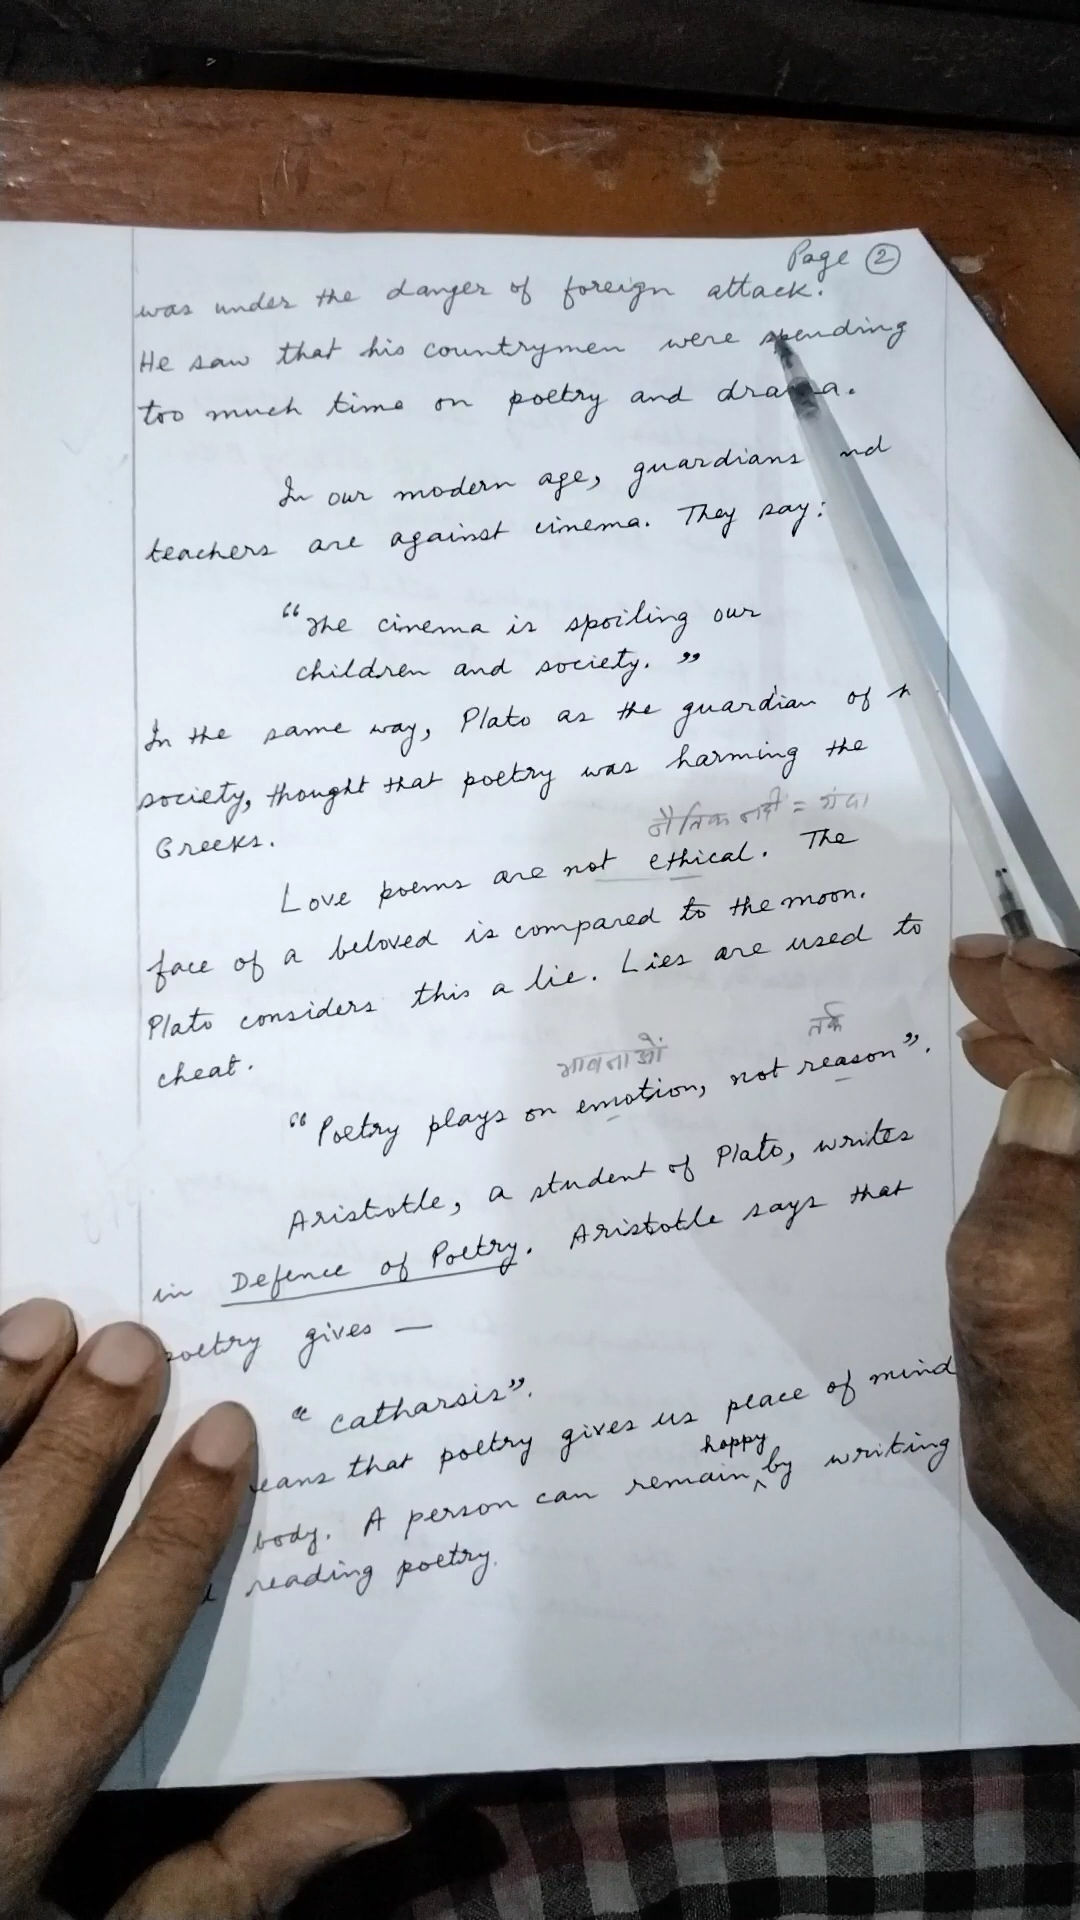 Page 2
was under the danger of foreign attack.
He saw that his countrymen were spending
too much time on poetry and drama.
In our modern age, guardians nd
teachers are against cinema. They say:
"The cinema is spoiling our
children and society."
In the same way, Plato as the guardian of
society, thought that poetry was harming the
नैतिक नहीं = गंदा
Greeks.
Love poems are not ethical. The
face of a beloved is compared to the moon.
Plato considers this a lie. Lies are used to
cheat.
भावनाओं तर्क
"Poetry plays on emotion, not reason".
Aristotle, a student of Plato, writes
in Defence of Poetry. Aristotle says that
poetry gives —
"catharsis".
eans that poetry gives us peace of mind
happy
body. A person can remain ^ by writing
reading poetry.